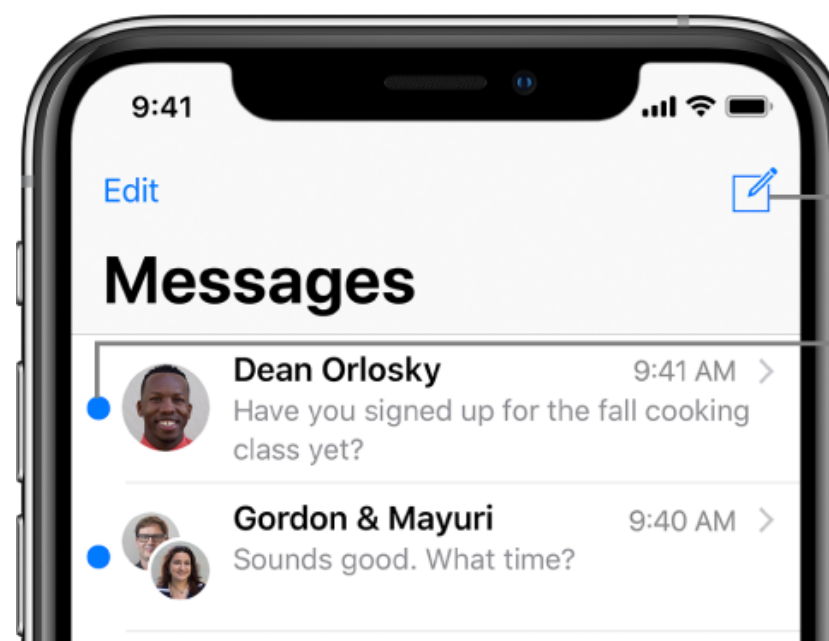 9:41
Edit
Messages
Dean Orlosky 9:41 AM
Have you signed up for the fall cooking
class yet?
Gordon & Mayuri 9:40 AM
Sounds good. What time?